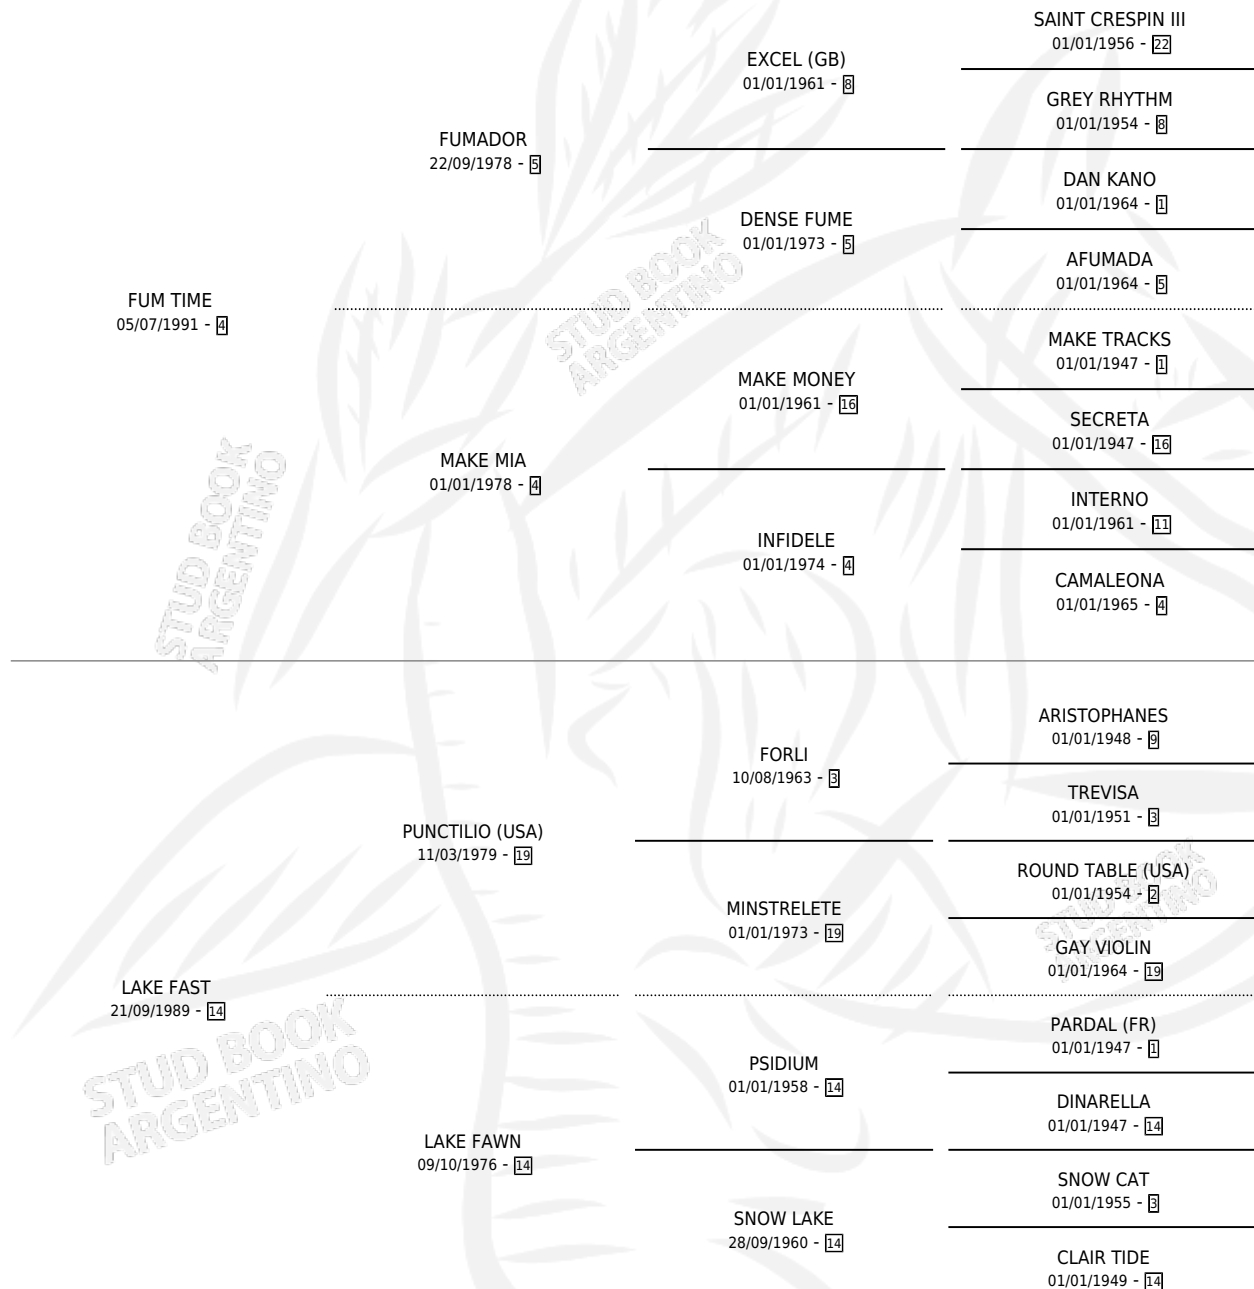 SAINT CRESPIN III
01/01/1956 - 22
EXCEL (GB)
01/01/1961 - 8
GREY RHYTHM
01/01/1954 - 8
FUMADOR
22/09/1978 - 5
DAN KANO
01/01/1964 - 1
DENSE FUME
01/01/1973 - 5
AFUMADA
01/01/1964 - 5
FUM TIME
05/07/1991 - 4
MAKE TRACKS
01/01/1947 - 1
MAKE MONEY
01/01/1961 - 16
SECRETA
01/01/1947 - 16
MAKE MIA
01/01/1978 - 4
INTERNO
01/01/1961 - 11
INFIDELE
01/01/1974 - 4
CAMALEONA
01/01/1965 - 4
ARISTOPHANES
01/01/1948 - 9
FORLI
10/08/1963 - 3
TREVISA
01/01/1951 - 3
PUNCTILIO (USA)
11/03/1979 - 19
ROUND TABLE (USA)
01/01/1954 - 2
MINSTRELETE
01/01/1973 - 19
GAY VIOLIN
01/01/1964 - 19
LAKE FAST
21/09/1989 - 14
PARDAL (FR)
01/01/1947 - 1
PSIDIUM
01/01/1958 - 14
DINARELLA
01/01/1947 - 14
LAKE FAWN
09/10/1976 - 14
SNOW CAT
01/01/1955 - 3
SNOW LAKE
28/09/1960 - 14
CLAIR TIDE
01/01/1949 - 14
STUD BOOK
ARGENTINO
STUD BOOK
ARGENTINO
STUD BOOK
ARGENTINO
STUD BOOK
ARGENTINO